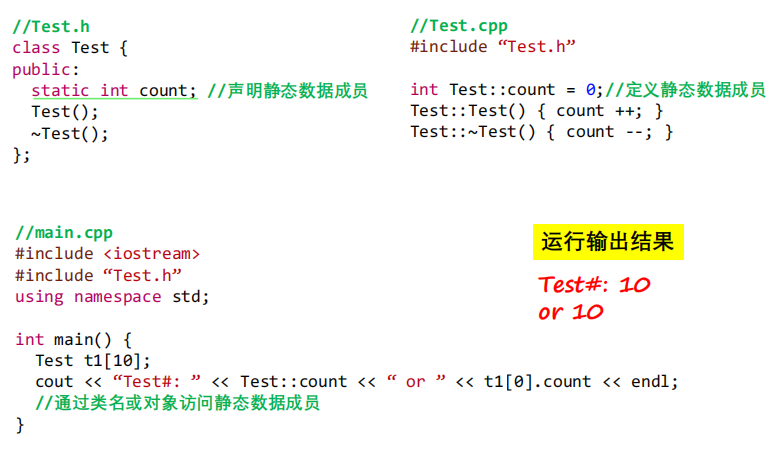 //Test.h
class Test {
public:
  static int count; //声明静态数据成员
  Test();
  ~Test();
};
//Test.cpp
#include “Test.h”
int Test::count = 0;//定义静态数据成员
Test::Test() { count ++; }
Test::~Test() { count --; }
//main.cpp
#include <iostream>
#include “Test.h”
using namespace std;
int main() {
  Test t1[10];
  cout << “Test#: ” << Test::count << “ or ” << t1[0].count << endl;
  //通过类名或对象访问静态数据成员
}
运行输出结果
Test#: 10
or 10